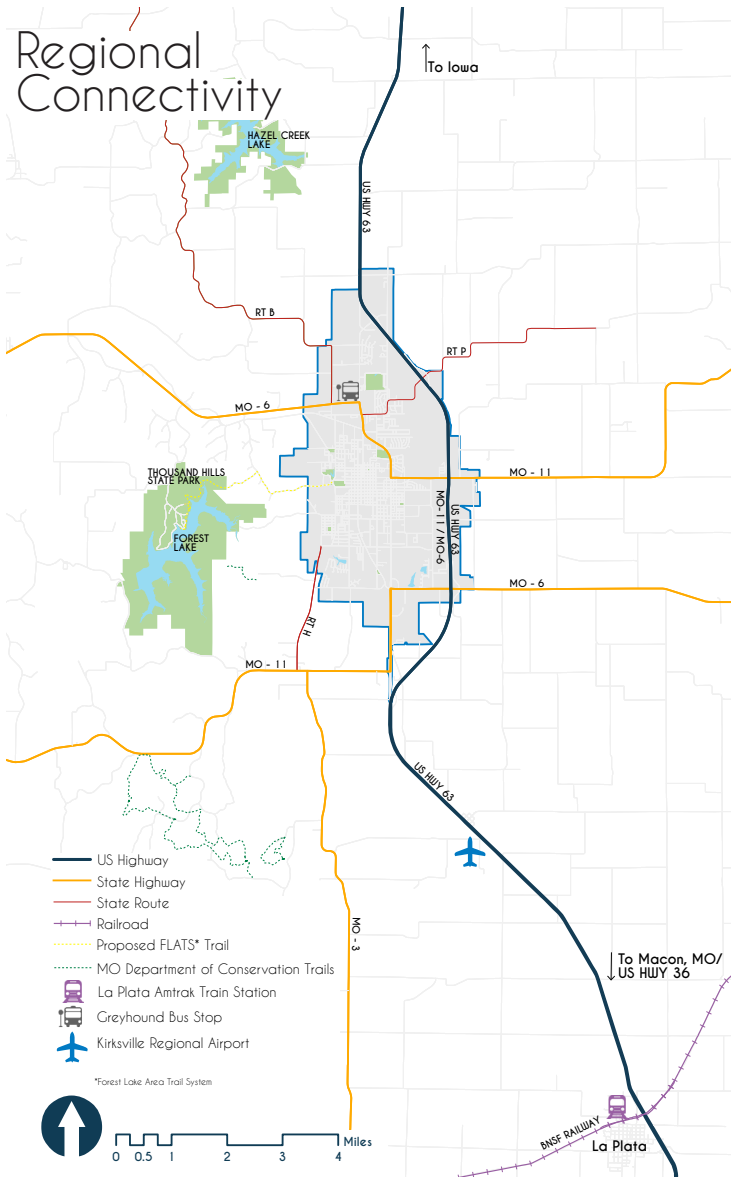 Regional
Connectivity
To Iowa
HAZEL CREEK
LAKE
US HWY 63
RT B
RT P
MO - 6
MO - 11
THOUSAND HILLS
STATE PARK
FOREST
LAKE
MO-11 / MO-6
US HWY 63
MO - 6
RT H
MO - 11
US HWY 63
US Highway
State Highway
State Route
Railroad
Proposed FLATS* Trail
MO Department of Conservation Trails
La Plata Amtrak Train Station
Greyhound Bus Stop
Kirksville Regional Airport
*Forest Lake Area Trail System
MO - 3
To Macon, MO/
US HWY 36
BNSF RAILWAY
La Plata
Miles
0 0.5 1 2 3 4